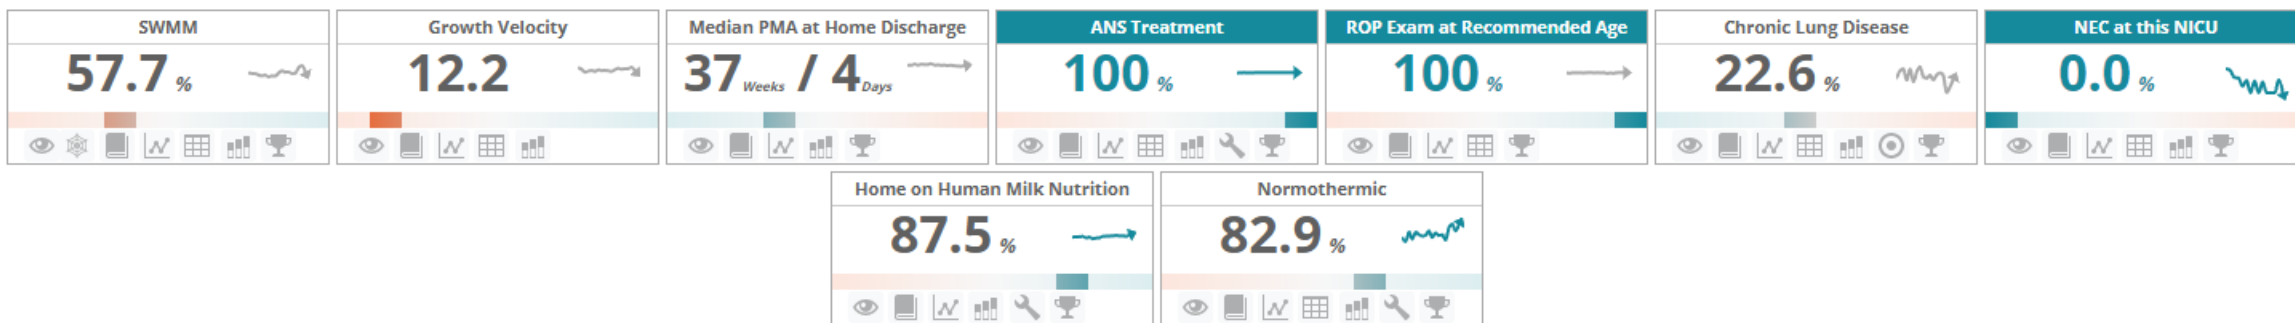 SWMM
57.7 %
Growth Velocity
12.2
Median PMA at Home Discharge
37 Weeks / 4 Days
ANS Treatment
100 %
ROP Exam at Recommended Age
100 %
Chronic Lung Disease
22.6 %
NEC at this NICU
0.0 %
Home on Human Milk Nutrition
87.5 %
Normothermic
82.9 %